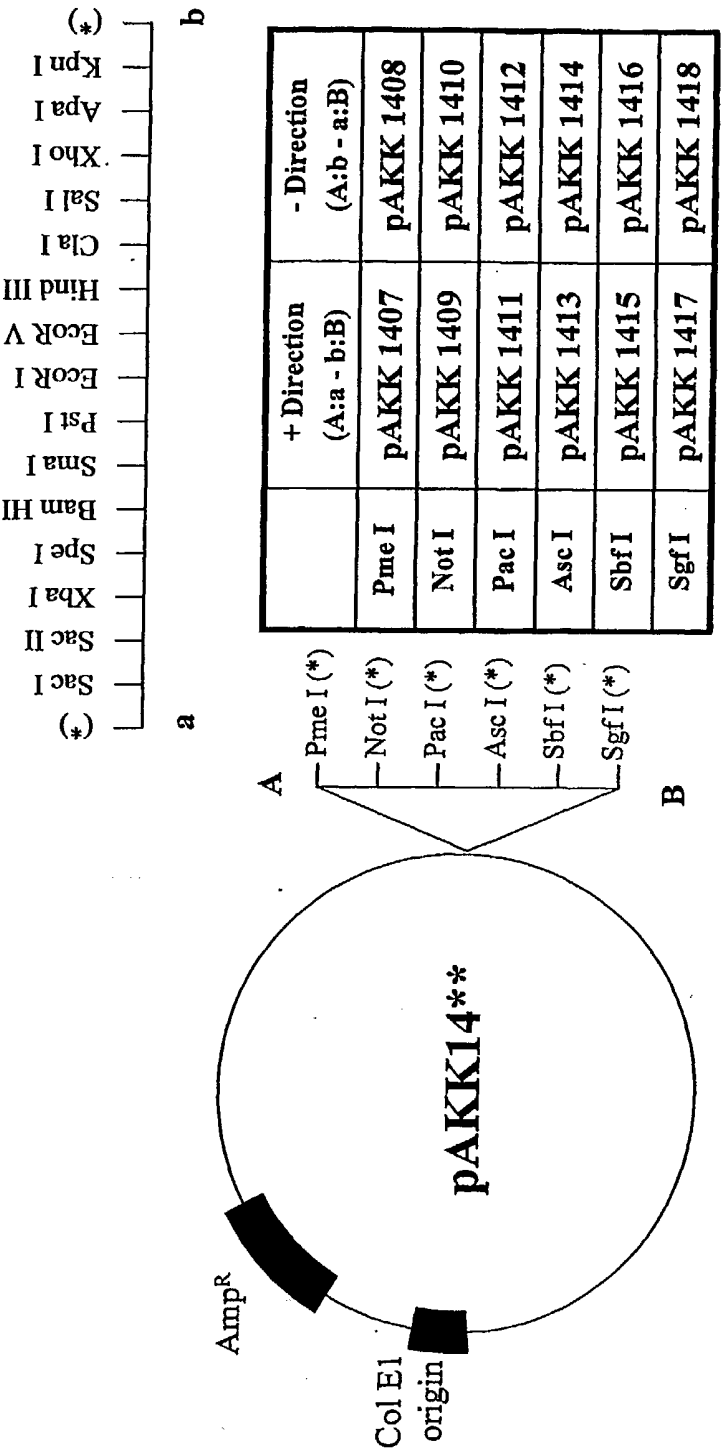 (*) Sac I Sac II Xba I Spe I Bam HI Sma I Pst I EcoR I EcoR V Hind III Cla I Sal I Xho I Apa I Kpn I (*)
a b
A
Pme I (*)
Not I (*)
Pac I (*)
Asc I (*)
Sbf I (*)
Sgf I (*)
B
Amp^R
Col E1
origin
pAKK14**
+ Direction - Direction
(A:a - b:B) (A:b - a:B)
Pme I pAKK 1407 pAKK 1408
Not I pAKK 1409 pAKK 1410
Pac I pAKK 1411 pAKK 1412
Asc I pAKK 1413 pAKK 1414
Sbf I pAKK 1415 pAKK 1416
Sgf I pAKK 1417 pAKK 1418